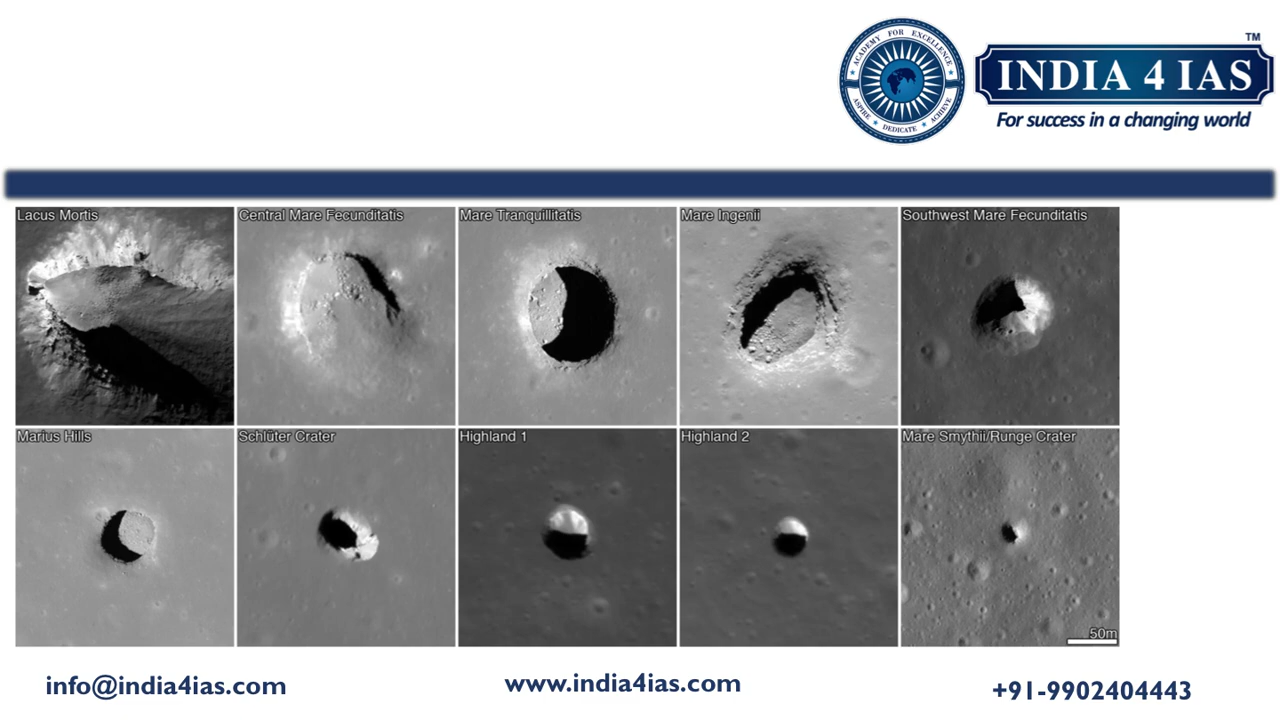 ACADEMY FOR EXCELLENCE
ASPIRE ★ DEDICATE ★ ACHIEVE
INDIA 4 IAS
TM
For success in a changing world
Lacus Mortis
Central Mare Fecunditatis
Mare Tranquillitatis
Mare Ingenii
Southwest Mare Fecunditatis
Marius Hills
Schlüter Crater
Highland 1
Highland 2
Mare Smythii/Runge Crater
50m
info@india4ias.com
www.india4ias.com
+91-9902404443